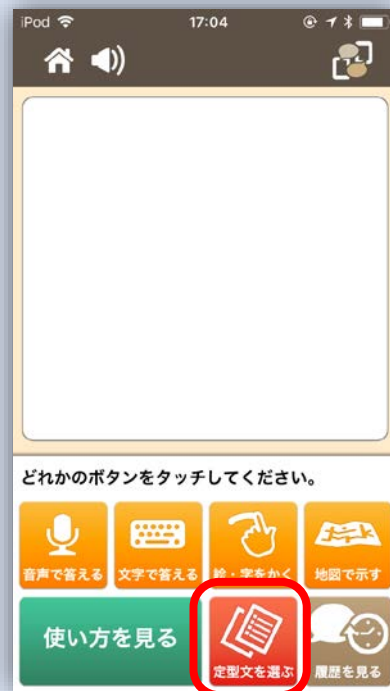 iPod 17:04
どれかのボタンをタッチしてください。
音声で答える 文字で答える 絵・字をかく 地図で示す
使い方を見る 定型文を選ぶ 履歴を見る